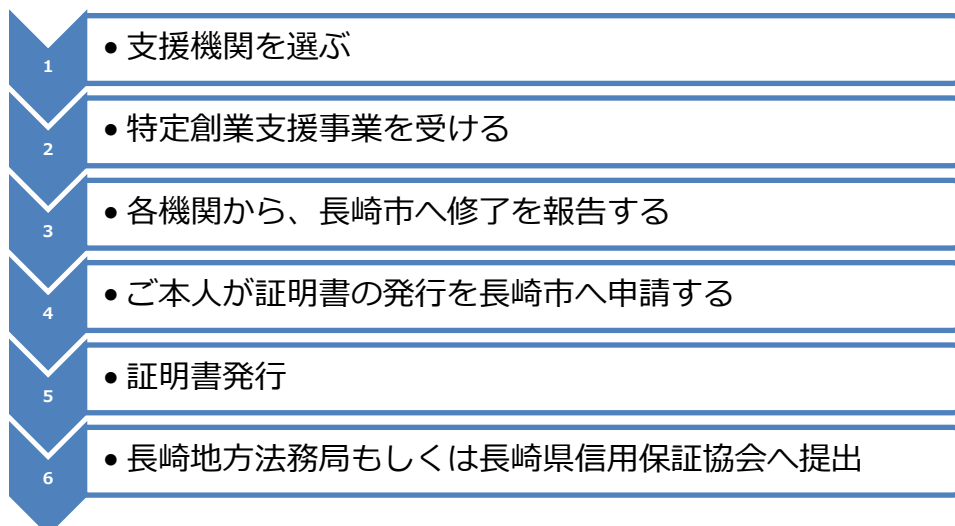 1
• 支援機関を選ぶ
2
• 特定創業支援事業を受ける
3
• 各機関から、長崎市へ修了を報告する
4
• ご本人が証明書の発行を長崎市へ申請する
5
• 証明書発行
6
• 長崎地方法務局もしくは長崎県信用保証協会へ提出